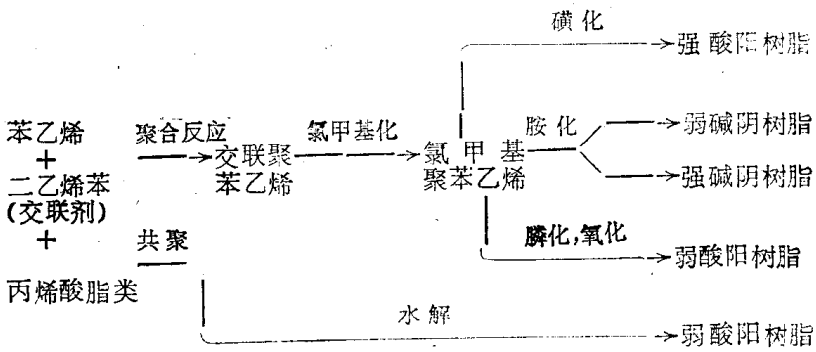 磺化
强酸阳树脂
苯乙烯 聚合反应 氯甲基化 胺化 弱碱阴树脂
+ 交联聚 氯甲基
二乙烯苯 苯乙烯 聚苯乙烯 强碱阴树脂
(交联剂)
+ 共聚 膦化,氧化 弱酸阳树脂
丙烯酸脂类
水解 弱酸阳树脂